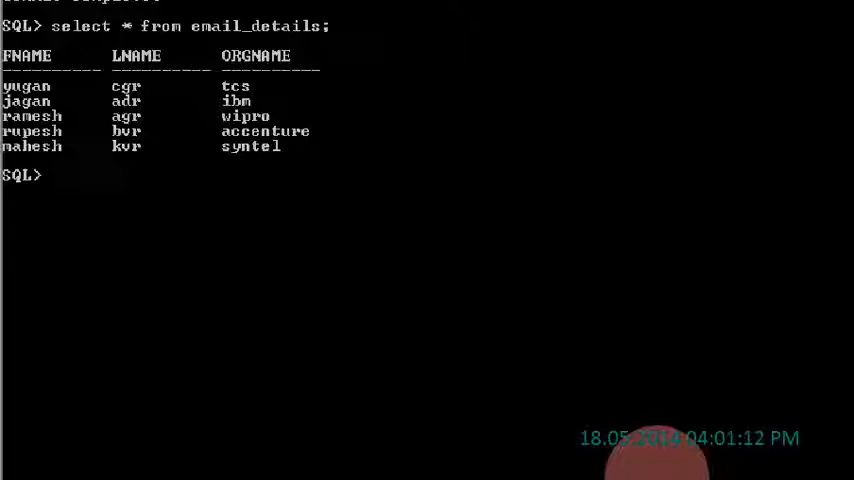 SQL> select * from email_details;
FNAME LNAME ORGNAME
---------- ---------- ----------
yugan cgr tcs
jagan adr ibm
ramesh agr wipro
rupesh bvr accenture
mahesh kvr syntel
SQL>
18.05.2014 04:01:12 PM